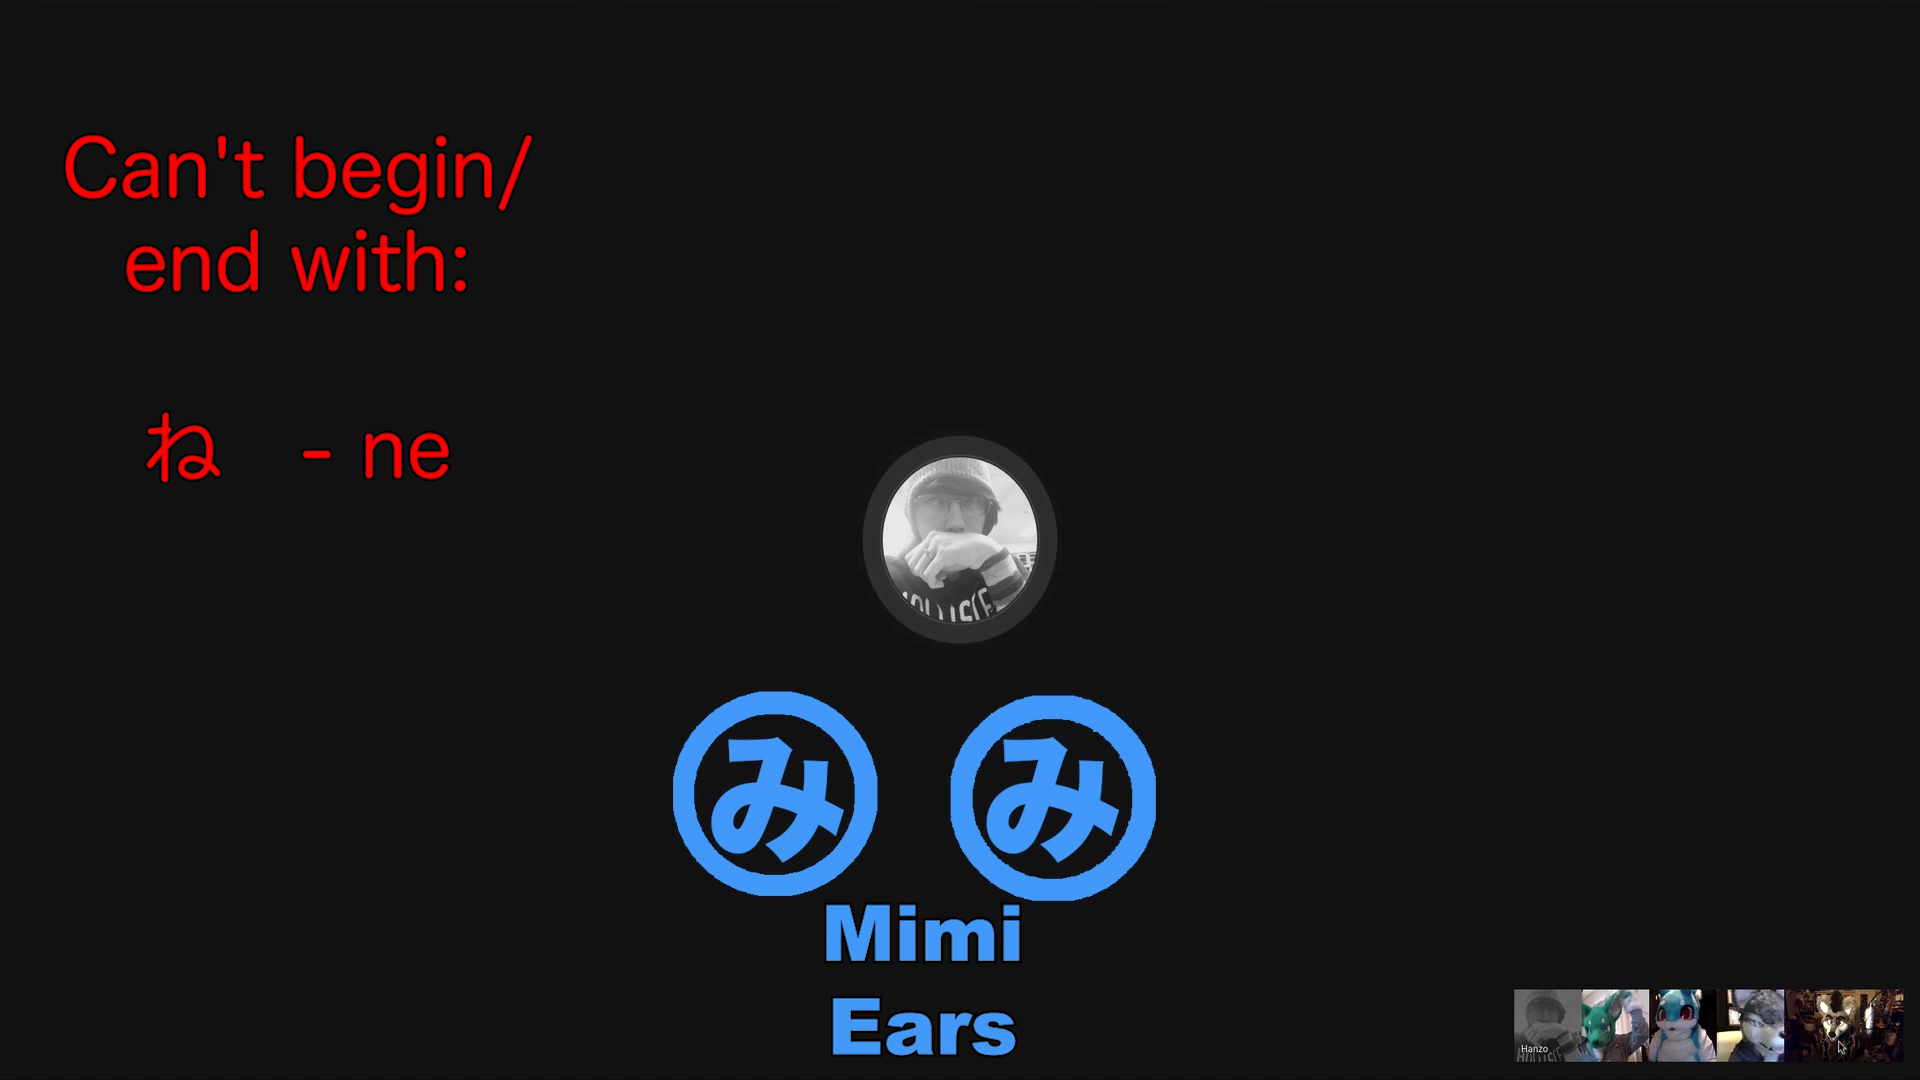 Can't begin/
end with:
ね - ne
み み
Mimi
Ears
Hanzo